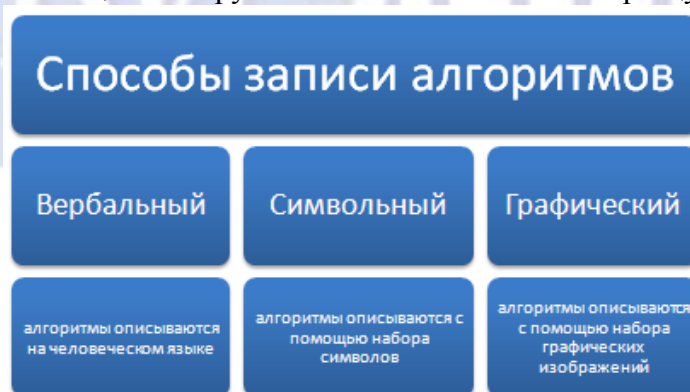 Способы записи алгоритмов
Вербальный
Символьный
Графический
алгоритмы описываются
на человеческом языке
алгоритмы описываются с
помощью набора
символов
алгоритмы описываются
с помощью набора
графических
изображений